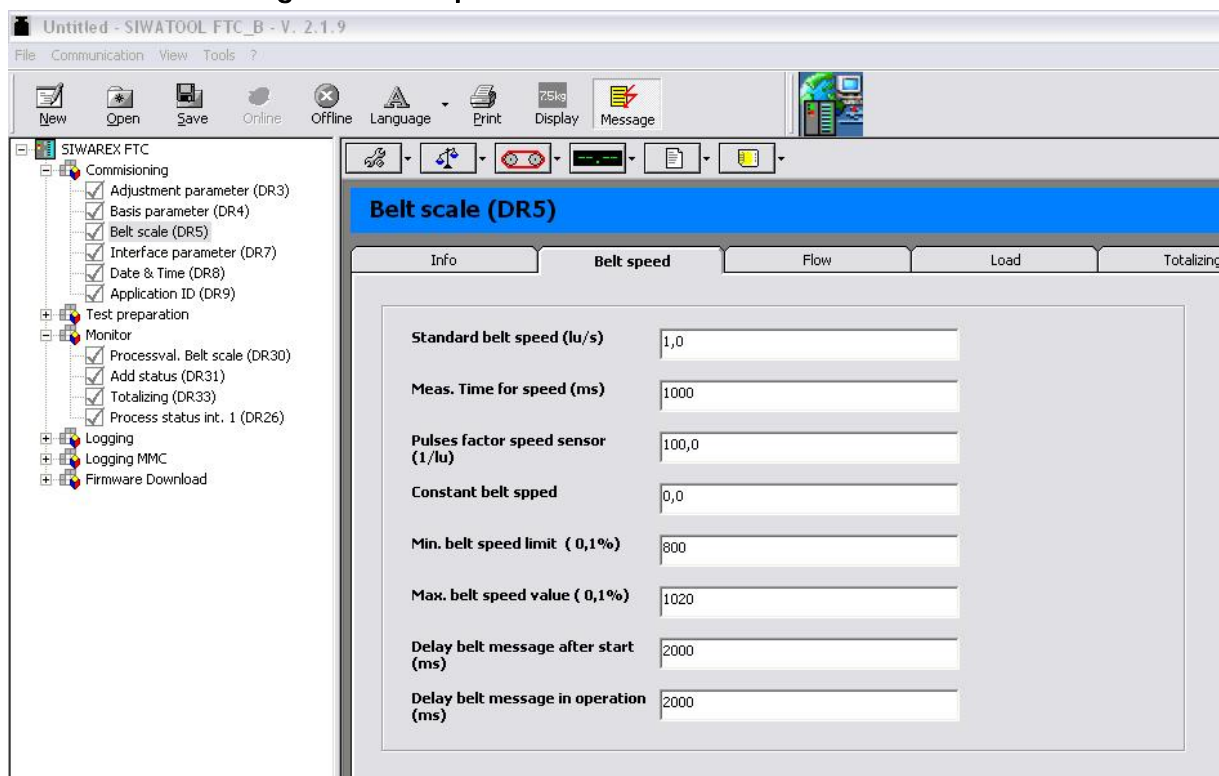 Untitled - SIWATOOL FTC_B - V. 2.1.9
File Communication View Tools ?
New Open Save Online Offline Language Print 7.5kg Display Message
SIWAREX FTC
Commisioning
Adjustment parameter (DR3)
Basis parameter (DR4)
Belt scale (DR5)
Interface parameter (DR7)
Date & Time (DR8)
Application ID (DR9)
Test preparation
Monitor
Processval. Belt scale (DR30)
Add status (DR31)
Totalizing (DR33)
Process status int. 1 (DR26)
Logging
Logging MMC
Firmware Download
Belt scale (DR5)
Info Belt speed Flow Load Totalizing
Standard belt speed (lu/s) 1,0
Meas. Time for speed (ms) 1000
Pulses factor speed sensor
(1/lu) 100,0
Constant belt spped 0,0
Min. belt speed limit ( 0,1%) 800
Max. belt speed value ( 0,1%) 1020
Delay belt message after start
(ms) 2000
Delay belt message in operation
(ms) 2000